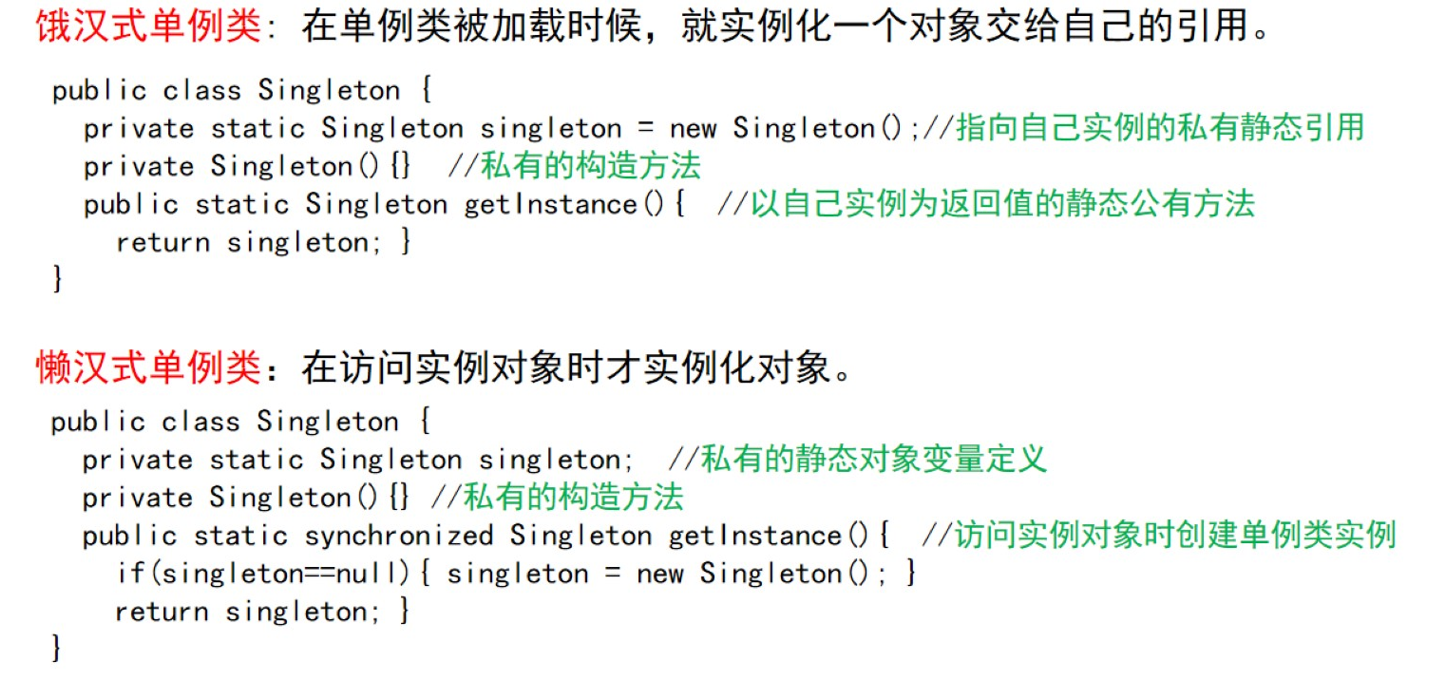 饿汉式单例类: 在单例类被加载时候，就实例化一个对象交给自己的引用。
public class Singleton {
private static Singleton singleton = new Singleton();//指向自己实例的私有静态引用
private Singleton(){} //私有的构造方法
public static Singleton getInstance(){ //以自己实例为返回值的静态公有方法
return singleton; }
}
懒汉式单例类：在访问实例对象时才实例化对象。
public class Singleton {
private static Singleton singleton; //私有的静态对象变量定义
private Singleton(){} //私有的构造方法
public static synchronized Singleton getInstance(){ //访问实例对象时创建单例类实例
if(singleton==null){ singleton = new Singleton(); }
return singleton; }
}